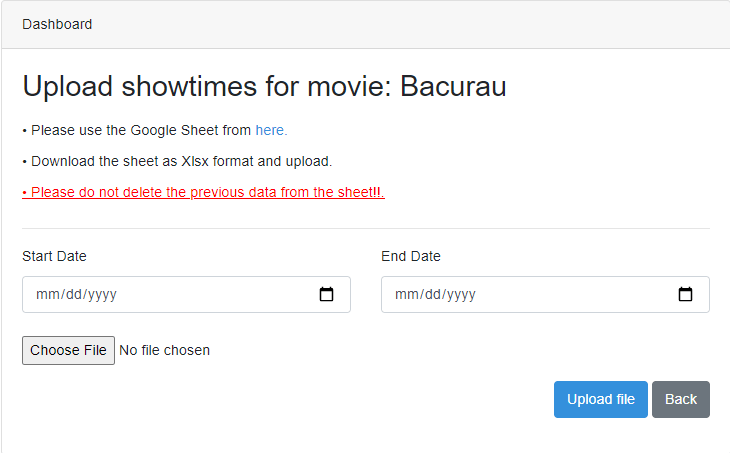 Dashboard
Upload showtimes for movie: Bacurau
• Please use the Google Sheet from here.
• Download the sheet as Xlsx format and upload.
• Please do not delete the previous data from the sheet!!.
Start Date End Date
mm/dd/yyyy mm/dd/yyyy
Choose File No file chosen
Upload file Back